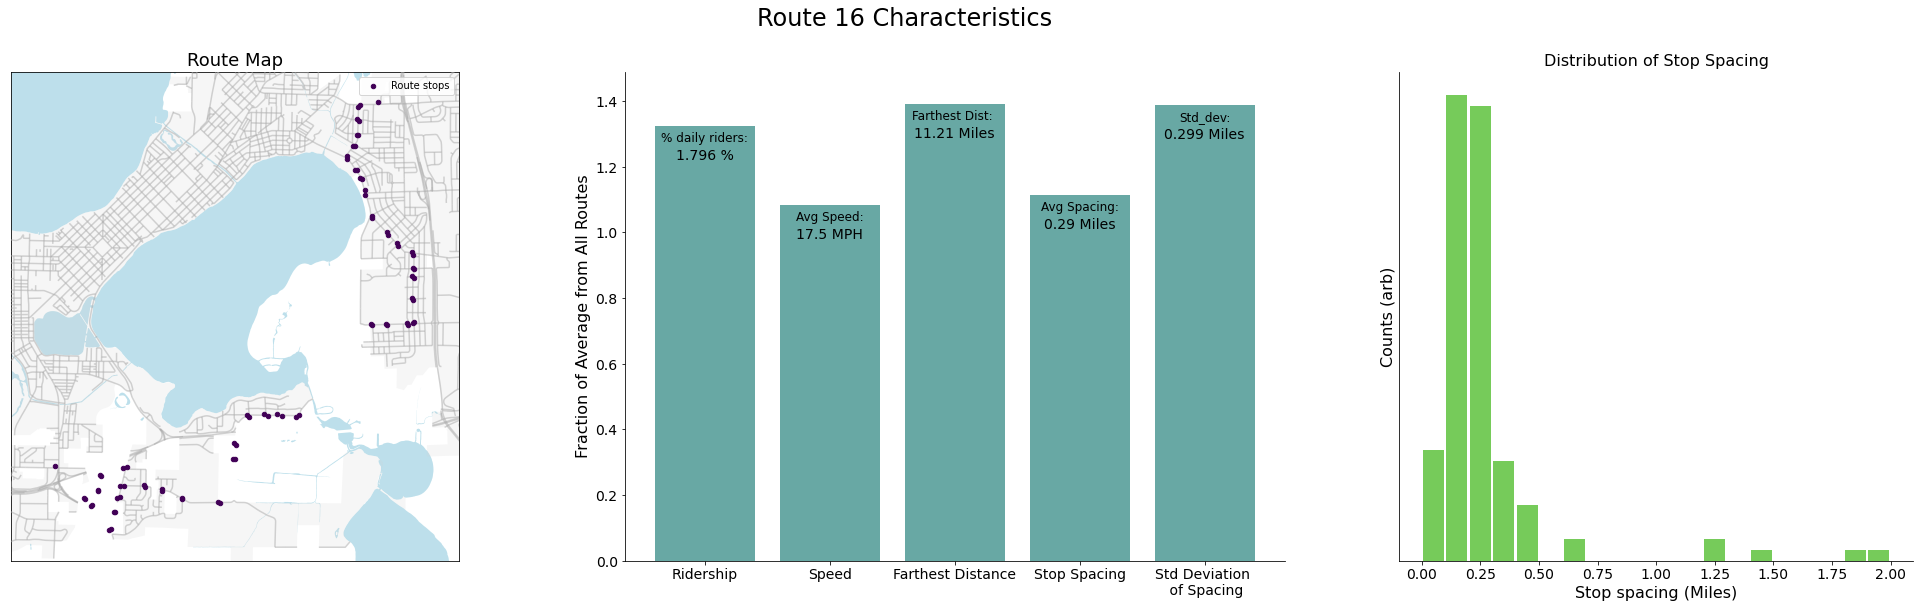 Route 16 Characteristics
Route Map
Route stops
Fraction of Average from All Routes
1.4
1.2
1.0
0.8
0.6
0.4
0.2
0.0
% daily riders:
1.796 %
Avg Speed:
17.5 MPH
Farthest Dist:
11.21 Miles
Avg Spacing:
0.29 Miles
Std_dev:
0.299 Miles
Ridership
Speed
Farthest Distance
Stop Spacing
Std Deviation
of Spacing
Distribution of Stop Spacing
Counts (arb)
0.00 0.25 0.50 0.75 1.00 1.25 1.50 1.75 2.00
Stop spacing (Miles)